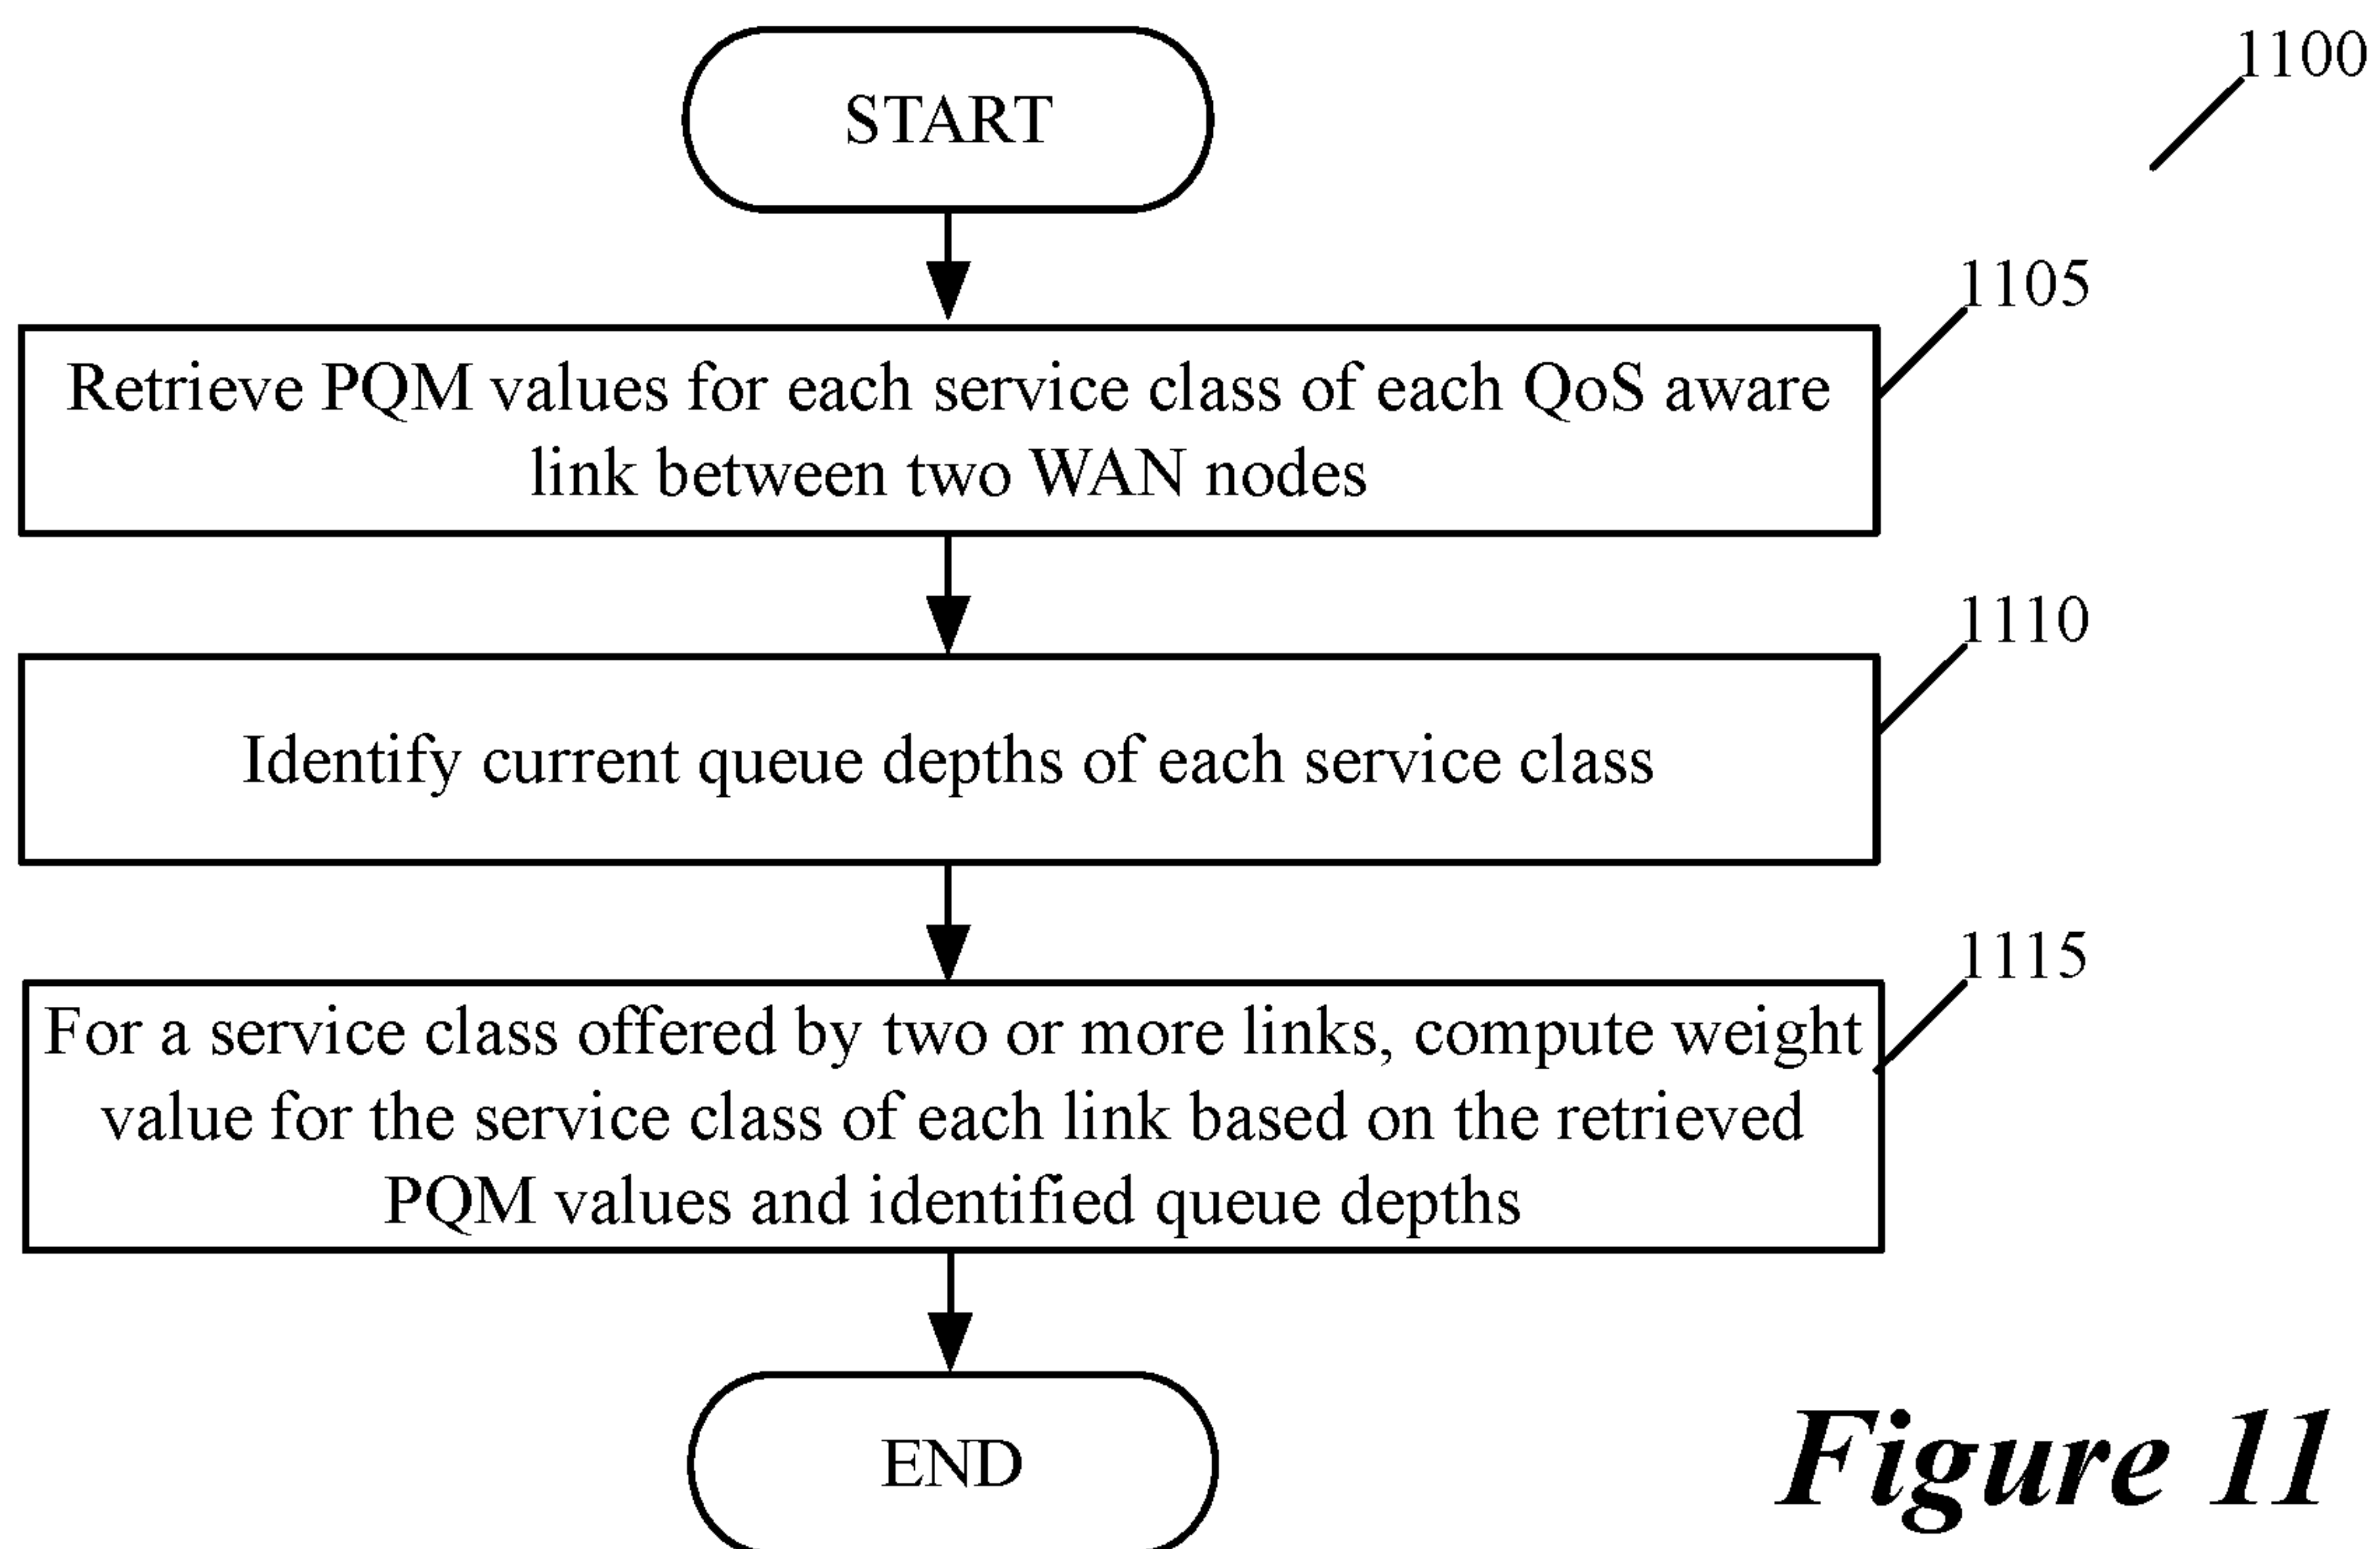 START
1100
1105
Retrieve PQM values for each service class of each QoS aware
link between two WAN nodes
1110
Identify current queue depths of each service class
1115
For a service class offered by two or more links, compute weight
value for the service class of each link based on the retrieved
PQM values and identified queue depths
END
Figure 11